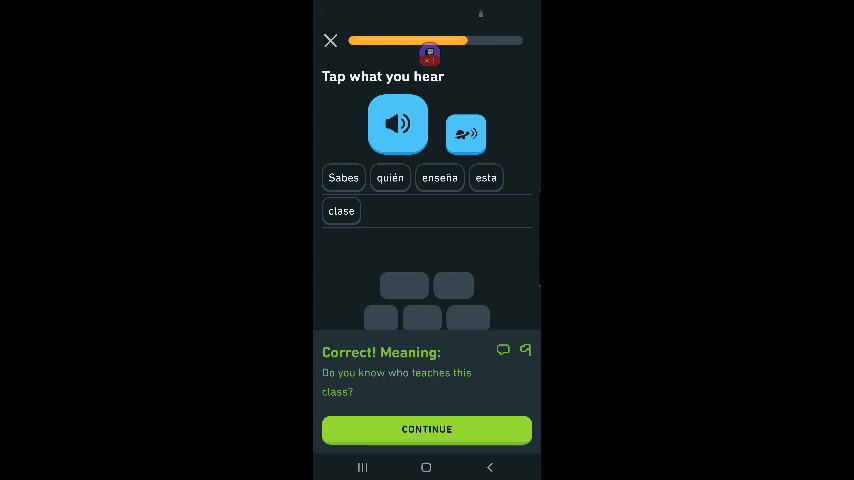 Tap what you hear
Sabes quién enseña esta
clase
Correct! Meaning:
Do you know who teaches this
class?
CONTINUE